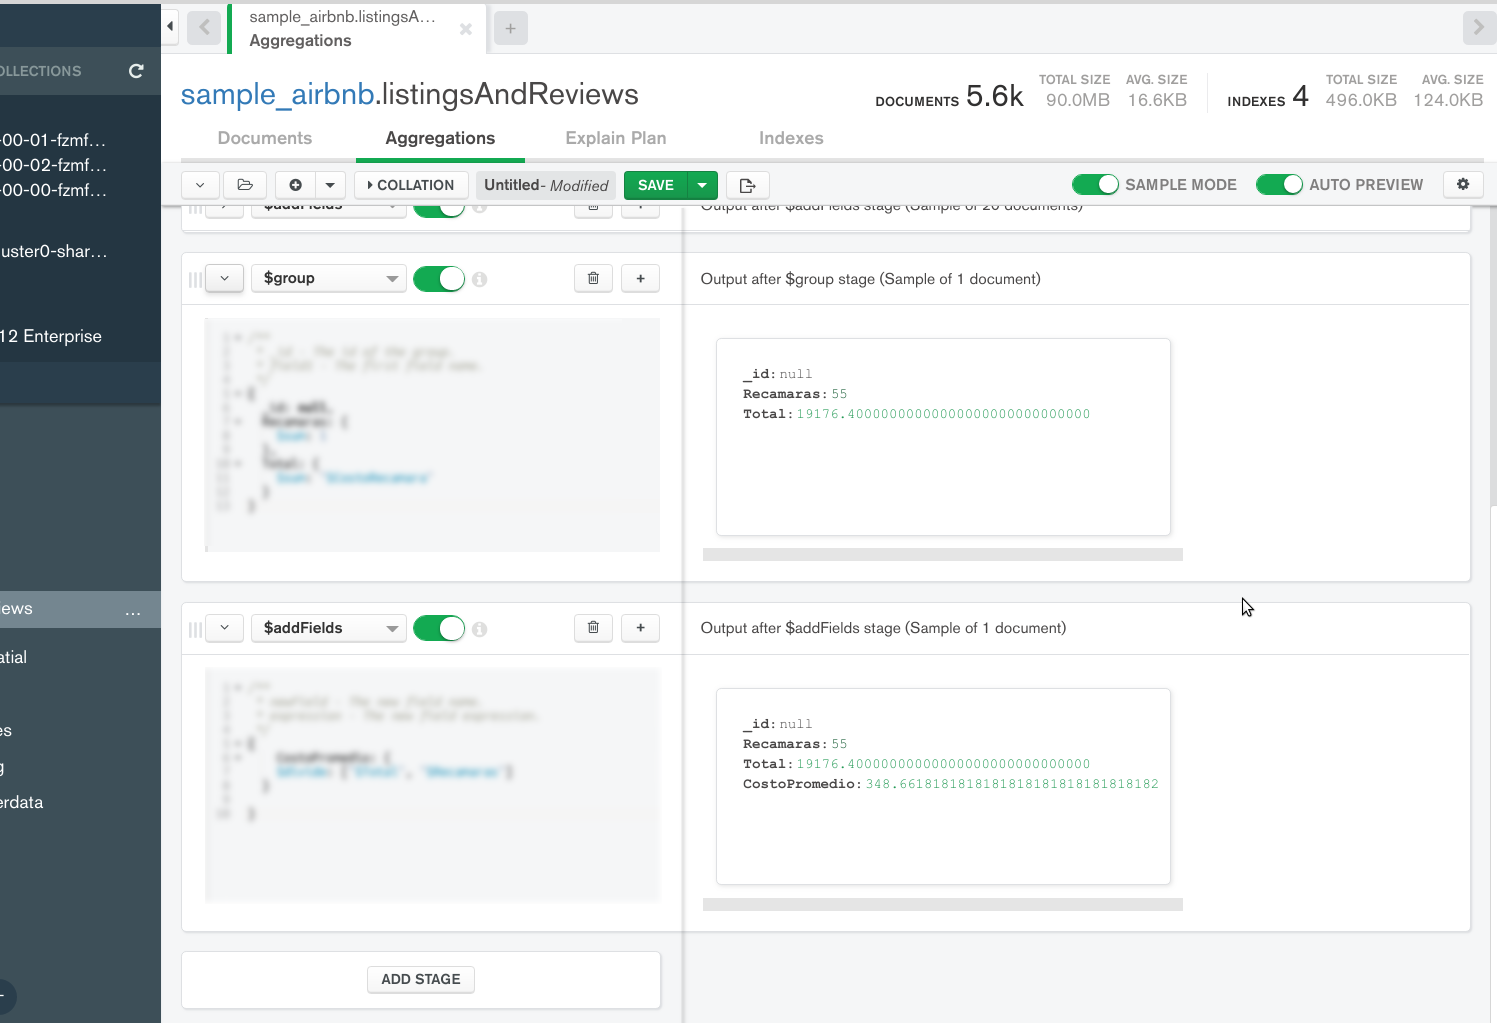 sample_airbnb.listingsA...
Aggregations
OLLECTIONS
-00-01-fzmf...
-00-02-fzmf...
-00-00-fzmf...
uster0-shar...
12 Enterprise
iews ...
atial
es
g
erdata
sample_airbnb.listingsAndReviews
DOCUMENTS 5.6k
TOTAL SIZE
90.0MB
AVG. SIZE
16.6KB
INDEXES 4
TOTAL SIZE
496.0KB
AVG. SIZE
124.0KB
Documents Aggregations Explain Plan Indexes
COLLATION Untitled- Modified SAVE SAMPLE MODE AUTO PREVIEW
$addFields Output after $addFields stage (Sample of 20 documents)
$group Output after $group stage (Sample of 1 document)
_id: null
Recamaras: 55
Total: 19176.40000000000000000000000000000
$addFields Output after $addFields stage (Sample of 1 document)
_id: null
Recamaras: 55
Total: 19176.40000000000000000000000000000
CostoPromedio: 348.6618181818181818181818181818182
ADD STAGE